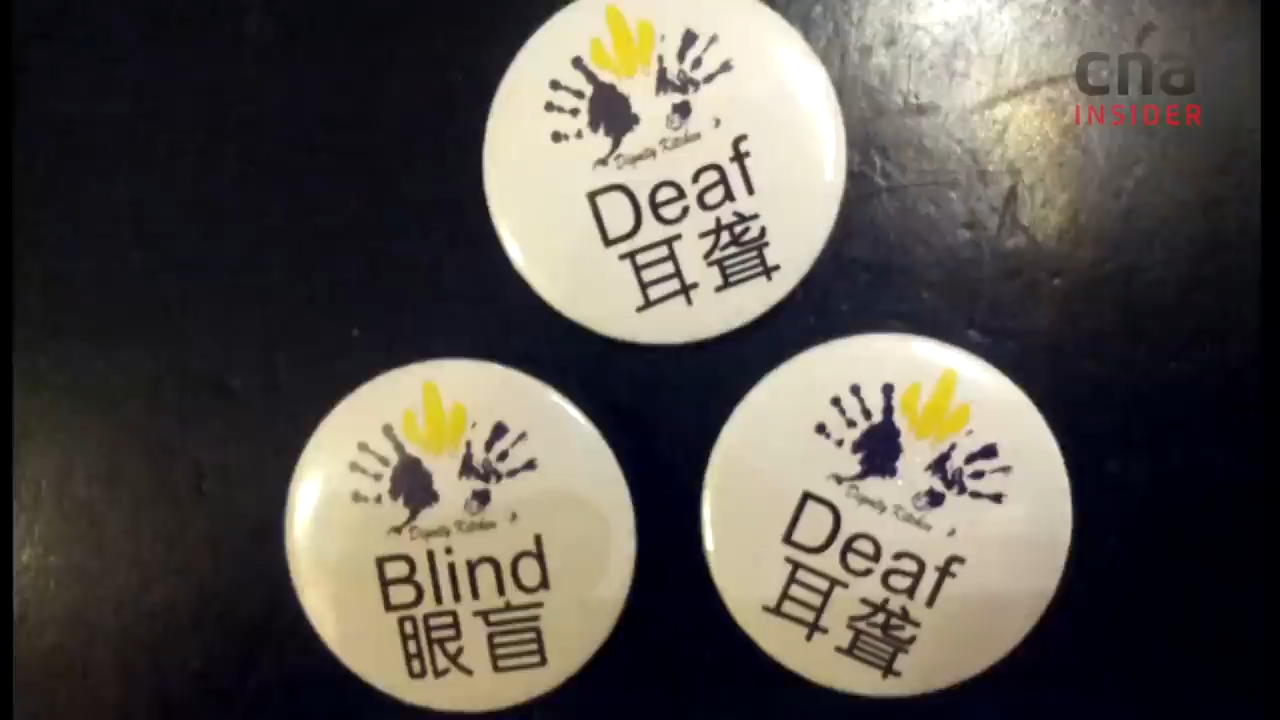 cna
INSIDER
Dignity Kitchen
Deaf
耳聋
Dignity Kitchen
Blind
眼盲
Dignity Kitchen
Deaf
耳聋